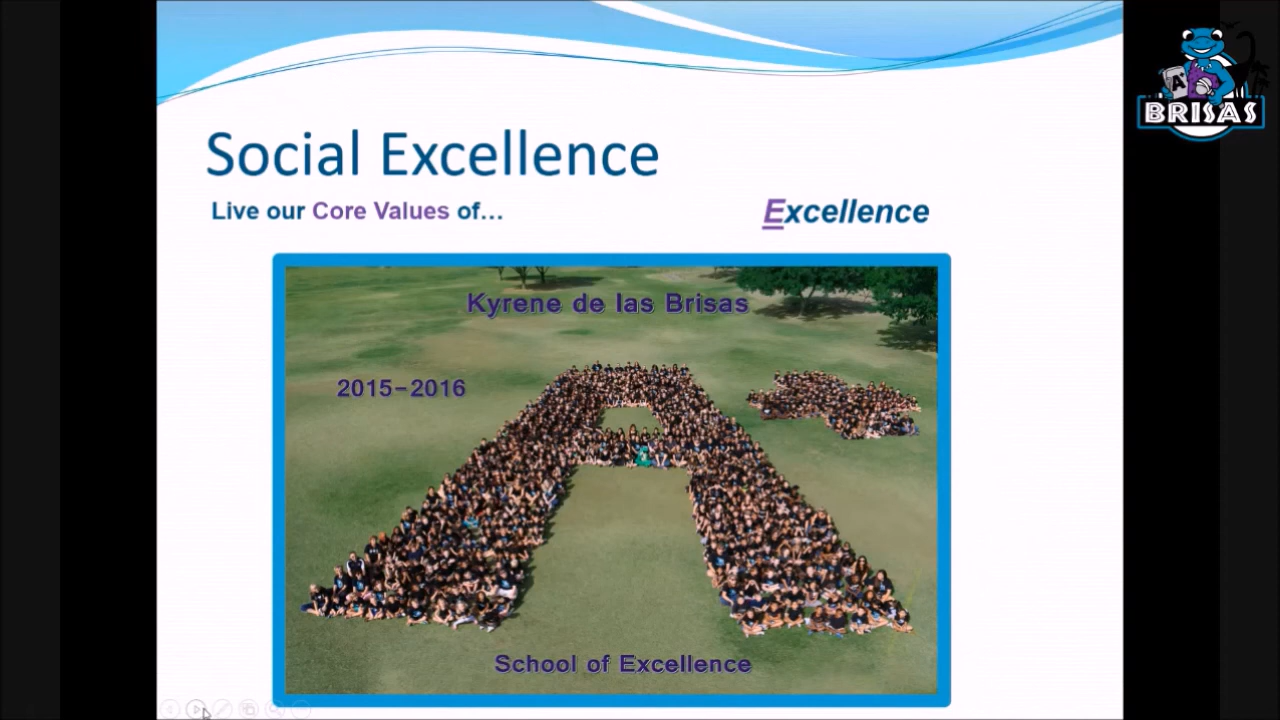 Social Excellence
Live our Core Values of...
Excellence
Kyrene de las Brisas
2015-2016
A+
School of Excellence
A+
BRISAS